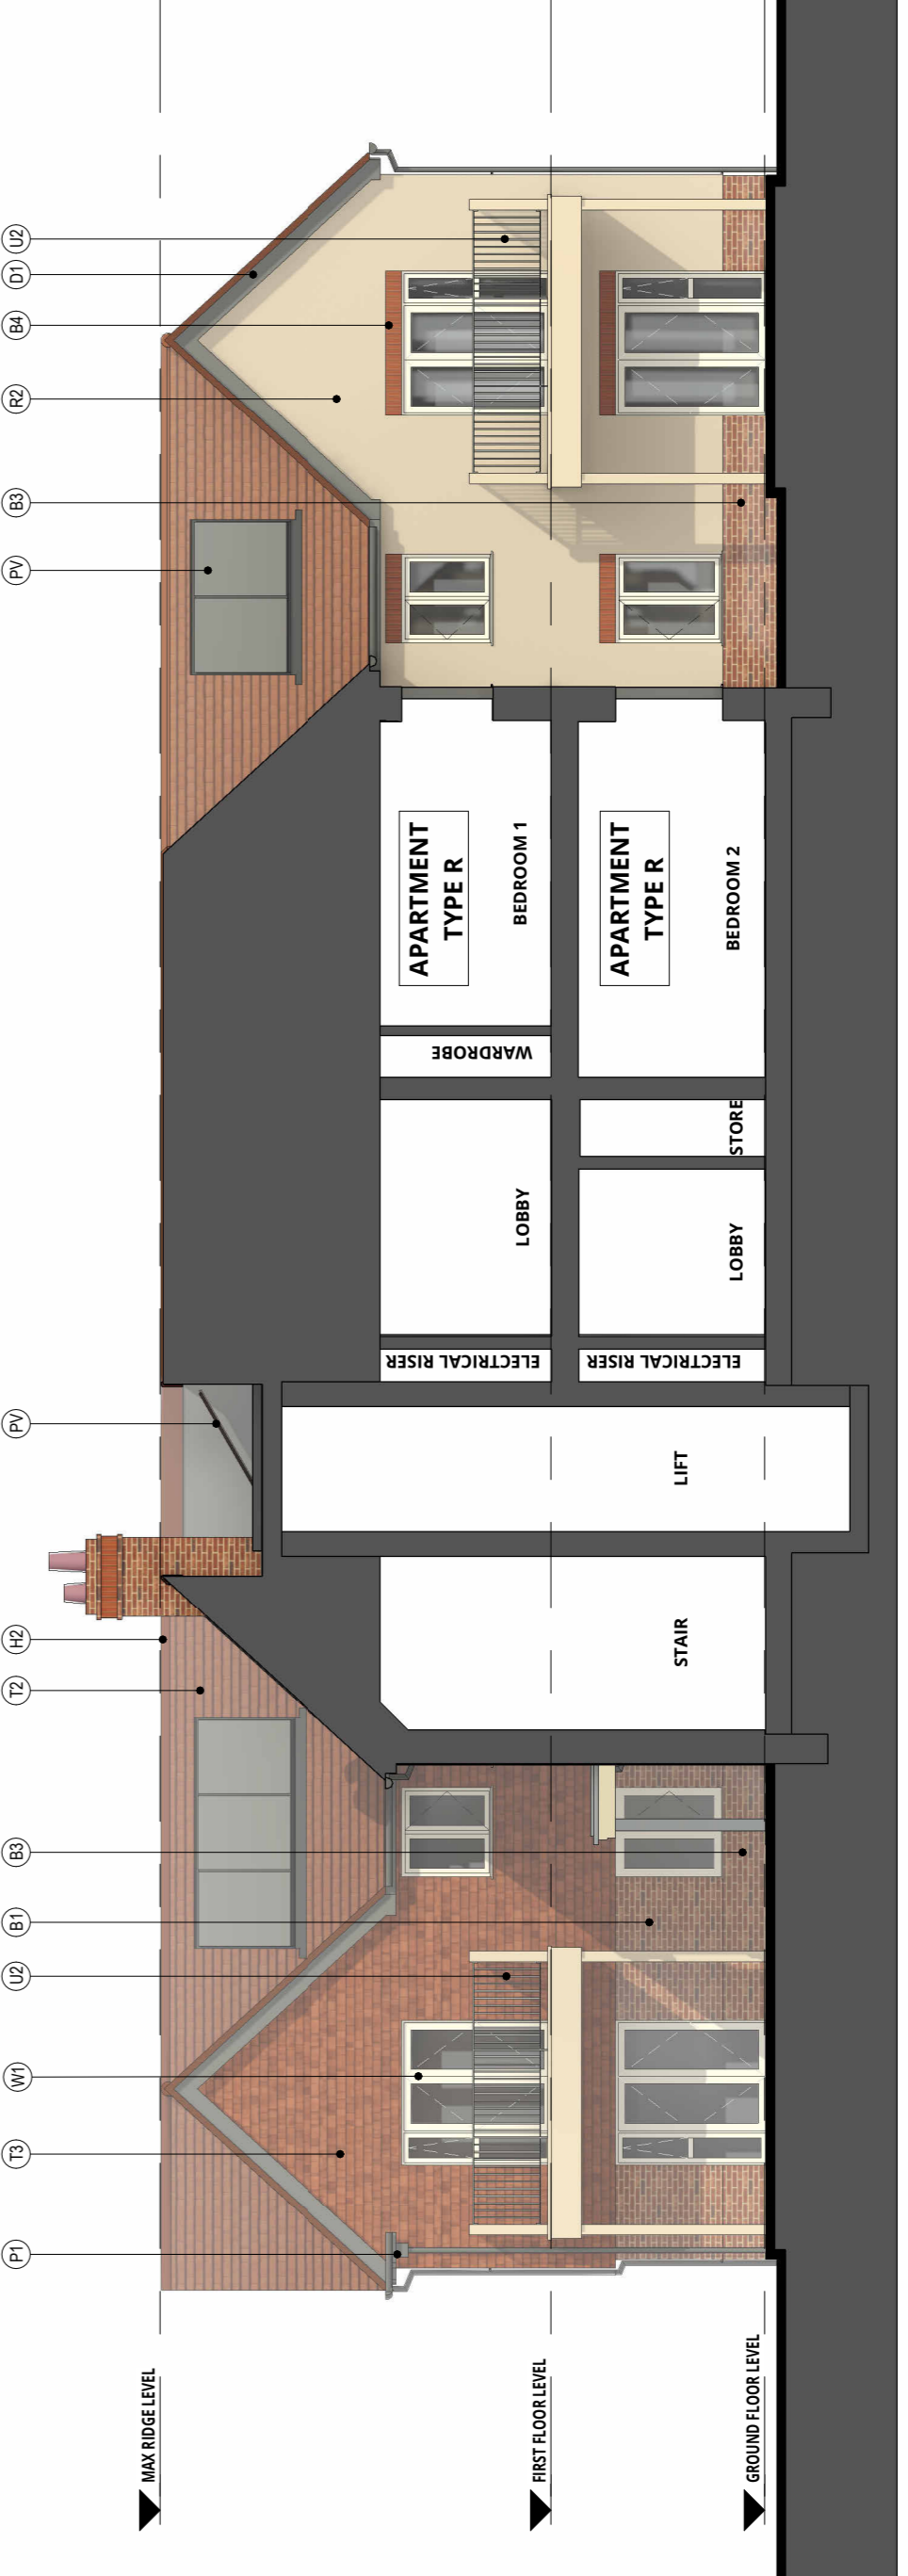 P1
T3
W1
U2
B1
B3
T2
H2
PV
PV
B3
R2
B4
D1
U2
MAX RIDGE LEVEL
FIRST FLOOR LEVEL
GROUND FLOOR LEVEL
STAIR
LIFT
ELECTRICAL RISER
ELECTRICAL RISER
LOBBY
LOBBY
STORE
WARDROBE
APARTMENT
TYPE R
BEDROOM 1
APARTMENT
TYPE R
BEDROOM 2